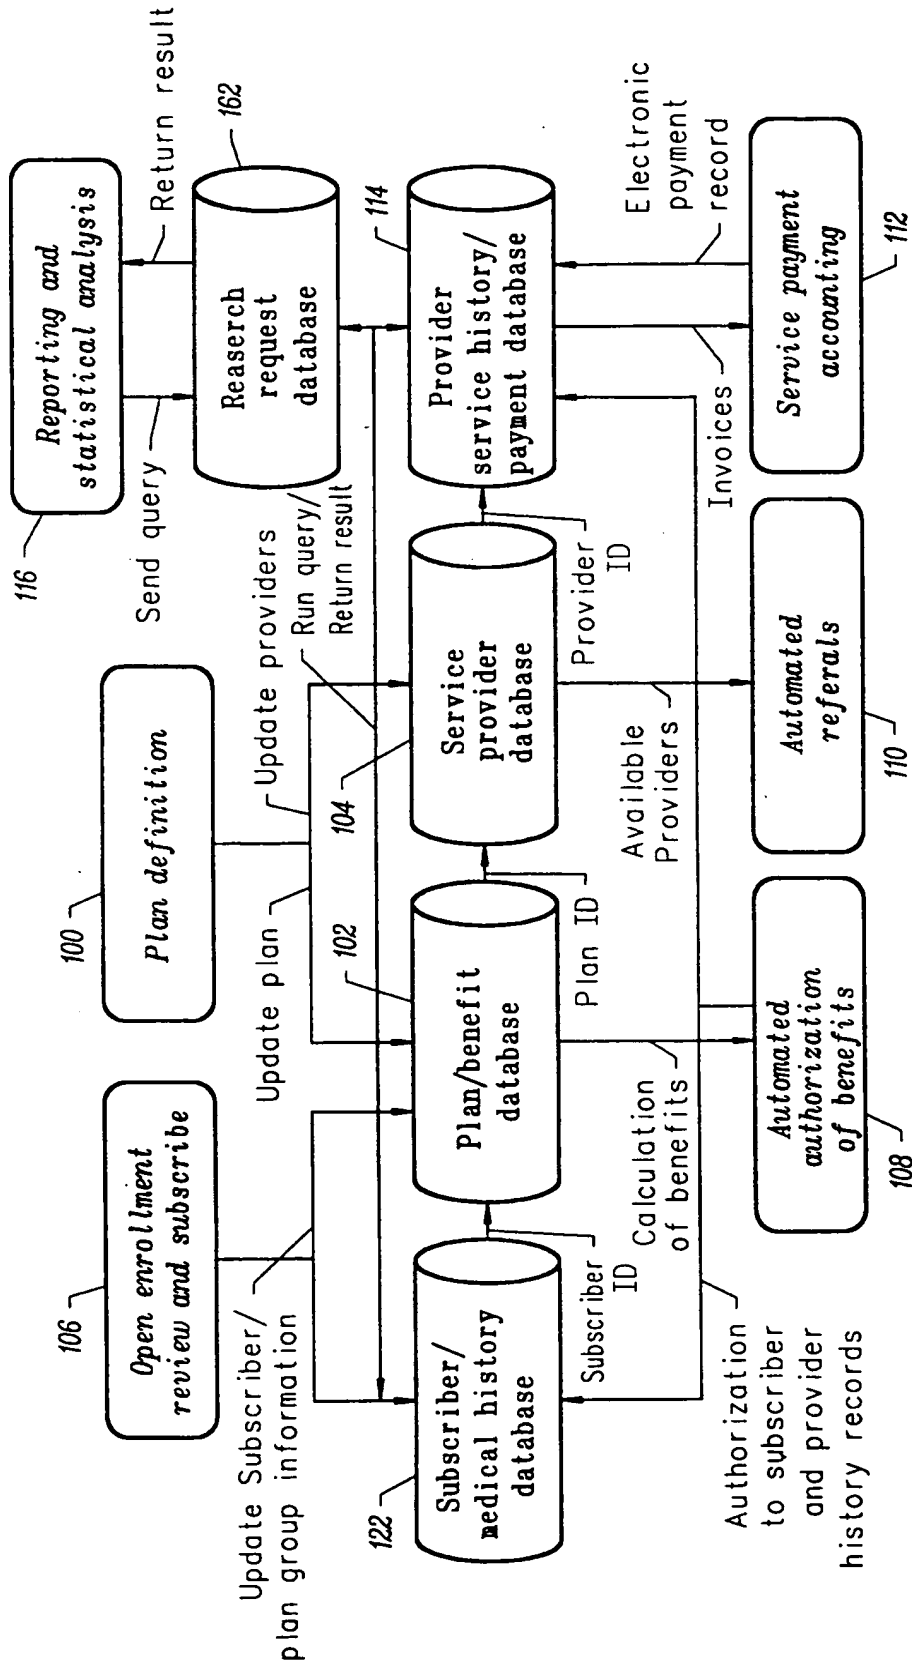 106
Open enrollment
review and subscribe
100
Plan definition
116
Reporting and
statistical analysis
Update Subscriber/
plan group information
Update plan
Update providers
Send query
Return result
Run query/
Return result
Reaserch
request
database
162
122
Subscriber/
medical history
database
102
Plan/benefit
database
104
Service
provider
database
114
Provider
service history/
payment database
Subscriber
ID
Plan ID
Provider
ID
Calculation
of benefits
Available
Providers
Invoices
Electronic
payment
record
Authorization
to subscriber
and provider
history records
Automated
authorization
of benefits
108
Automated
referals
110
Service payment
accounting
112